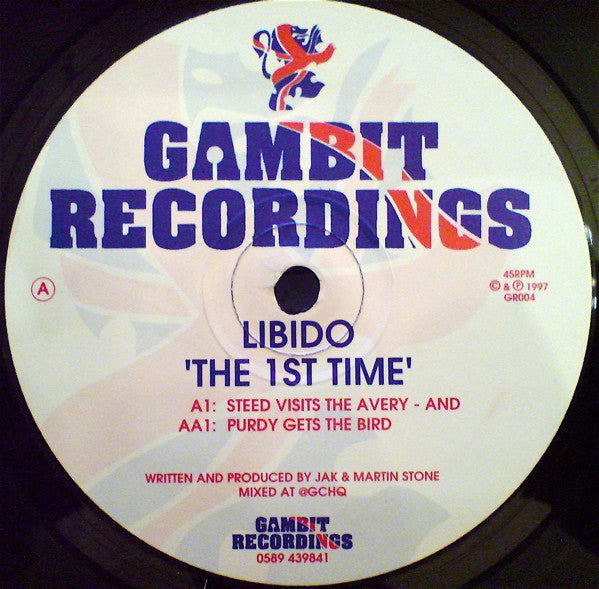 GAMBIT
RECORDINGS
A
45RPM
© & ℗ 1997
GR004
LIBIDO
'THE 1ST TIME'
A1: STEED VISITS THE AVERY - AND
AA1: PURDY GETS THE BIRD
WRITTEN AND PRODUCED BY JAK & MARTIN STONE
MIXED AT @GCHQ
GAMBIT
RECORDINGS
0589 439841